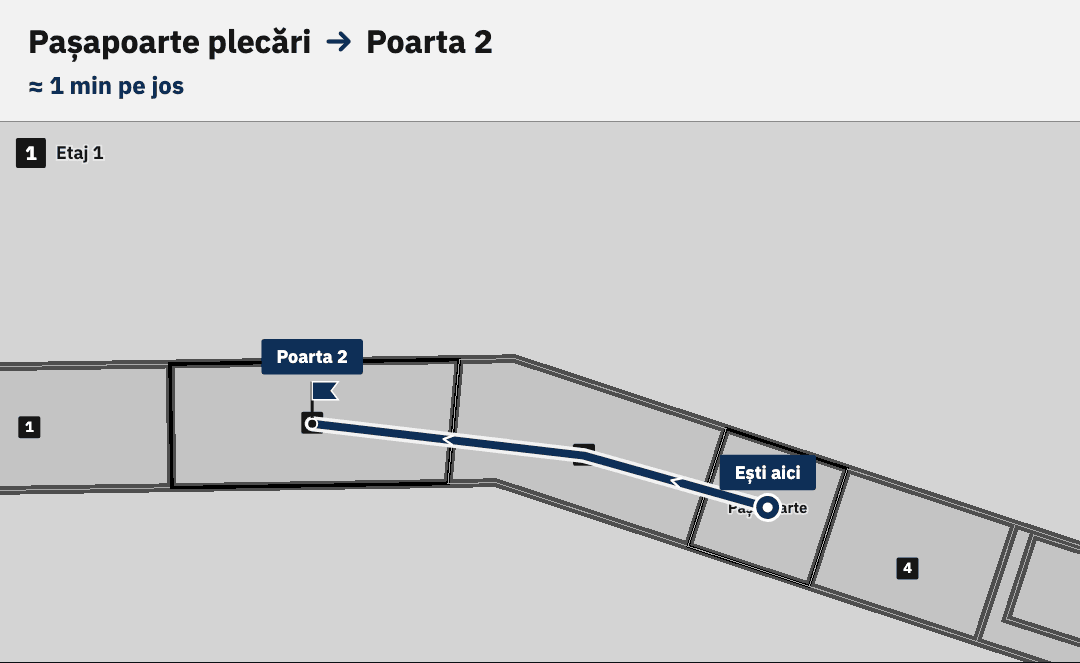 Pașapoarte plecări → Poarta 2
≈ 1 min pe jos
1 Etaj 1
Poarta 2
1
Ești aici
4